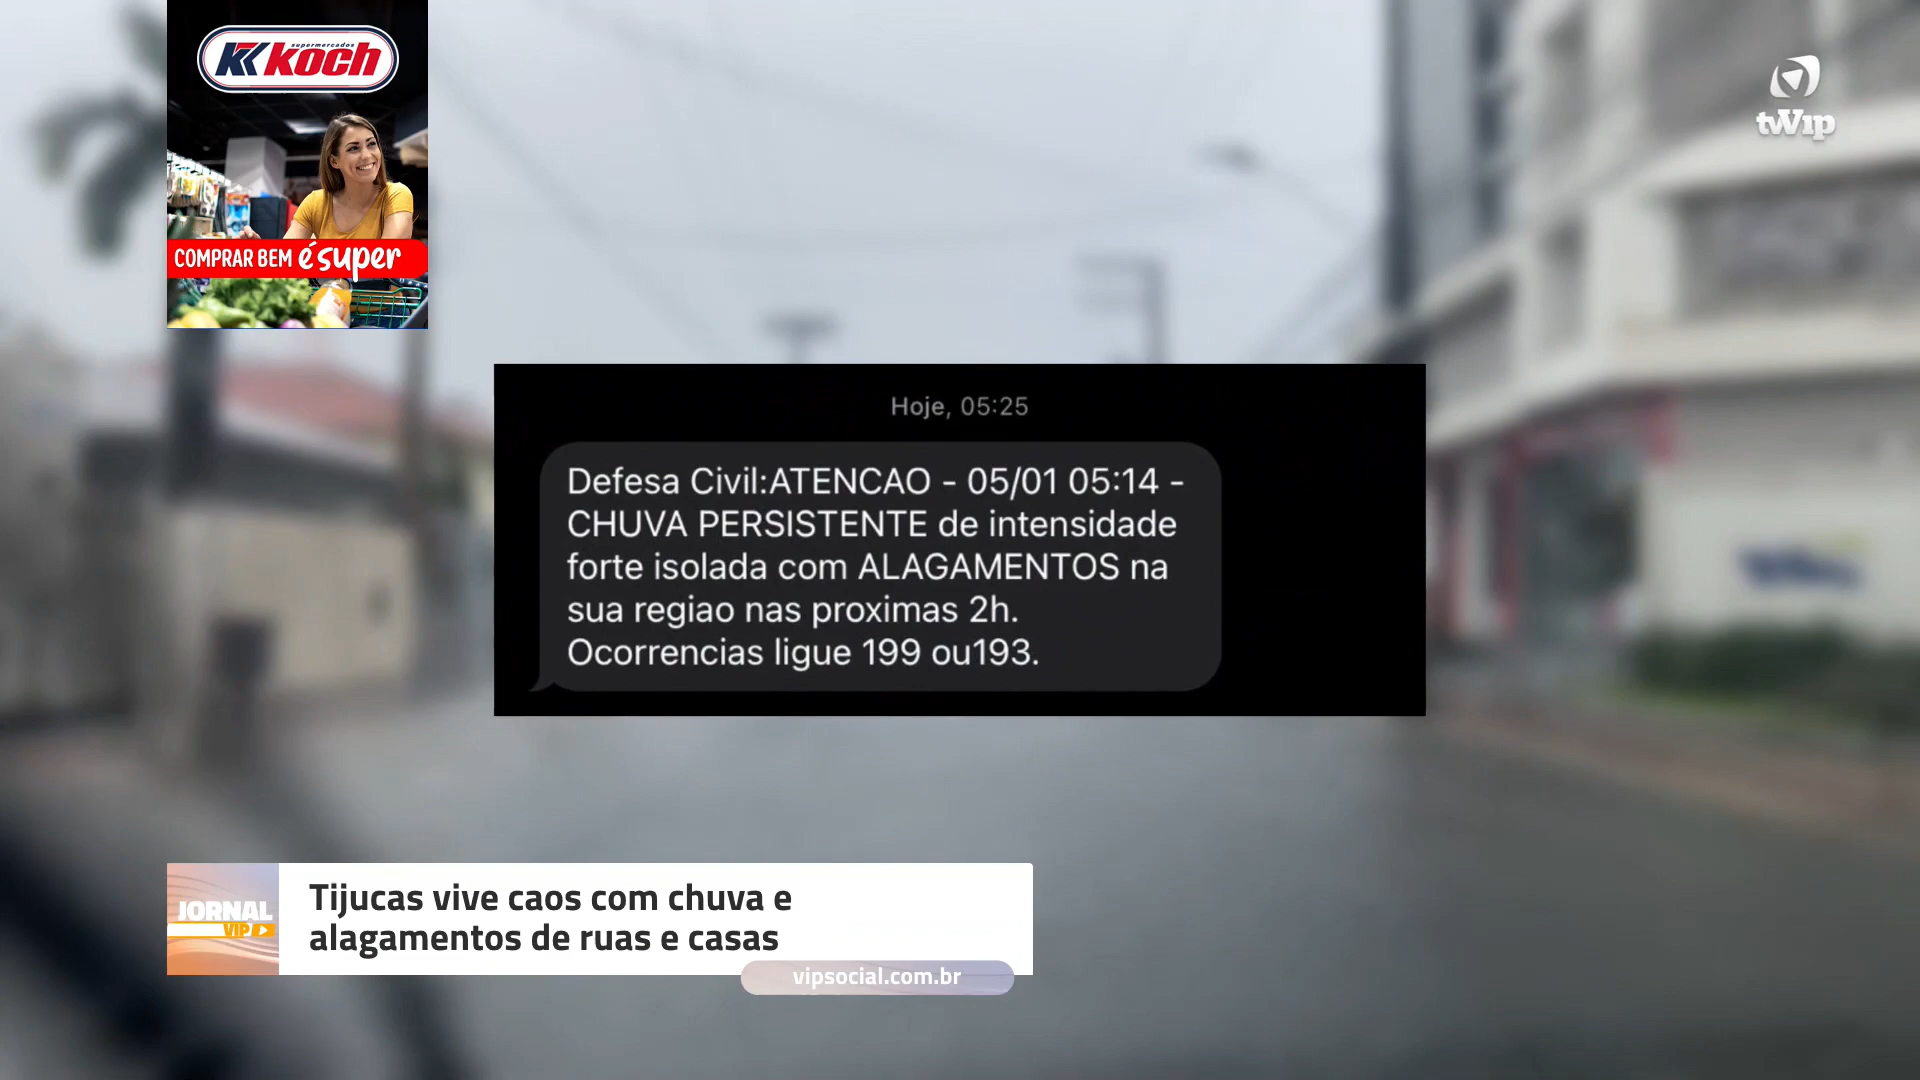 supermercados
koch
COMPRAR BEM é super
tvVip
Hoje, 05:25
Defesa Civil:ATENCAO - 05/01 05:14 -
CHUVA PERSISTENTE de intensidade
forte isolada com ALAGAMENTOS na
sua regiao nas proximas 2h.
Ocorrencias ligue 199 ou193.
JORNAL
VIP
Tijucas vive caos com chuva e
alagamentos de ruas e casas
vipsocial.com.br